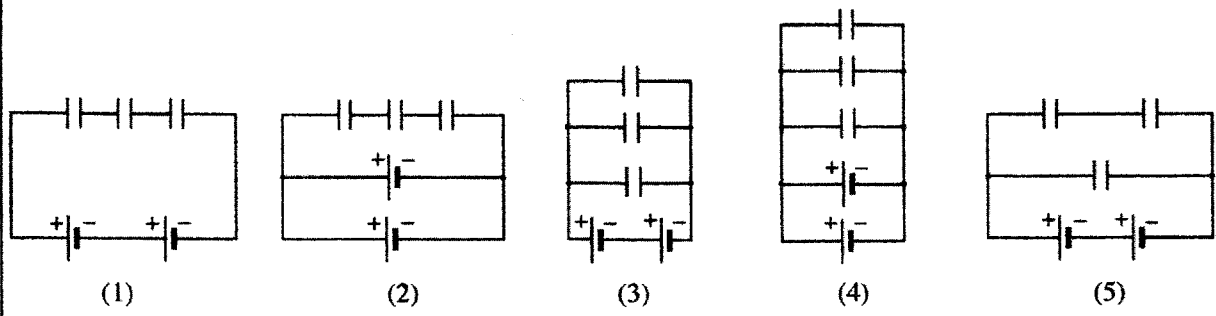 + −
+ − + − + − + − + − + − + − + −
(1) (2) (3) (4) (5)